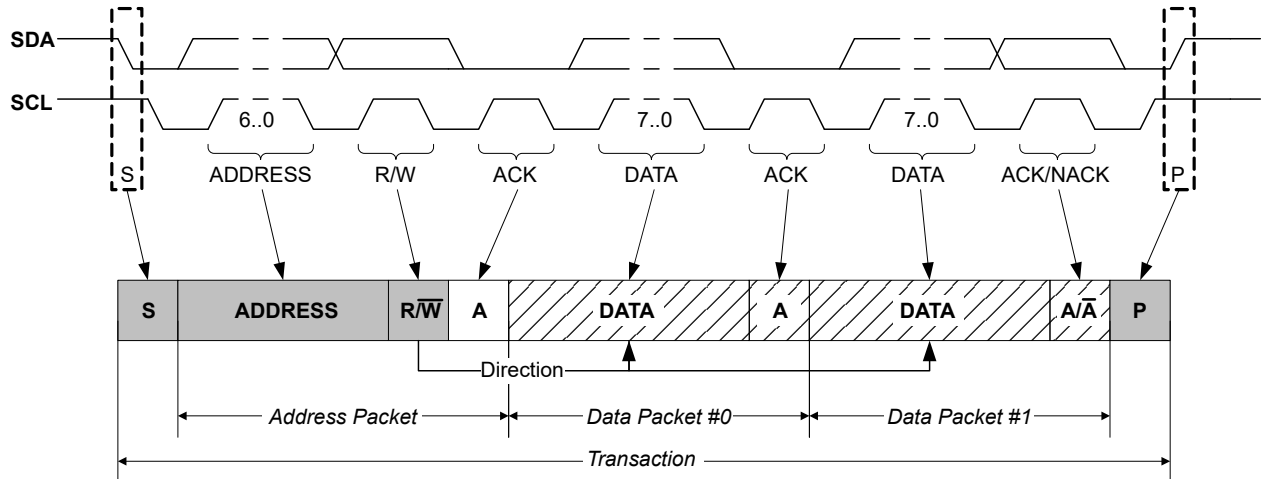 SDA
SCL
6..0 7..0 7..0
S ADDRESS R/W ACK DATA ACK DATA ACK/NACK P
S ADDRESS R/W̅ A DATA A DATA A/A̅ P
Direction
Address Packet Data Packet #0 Data Packet #1
Transaction